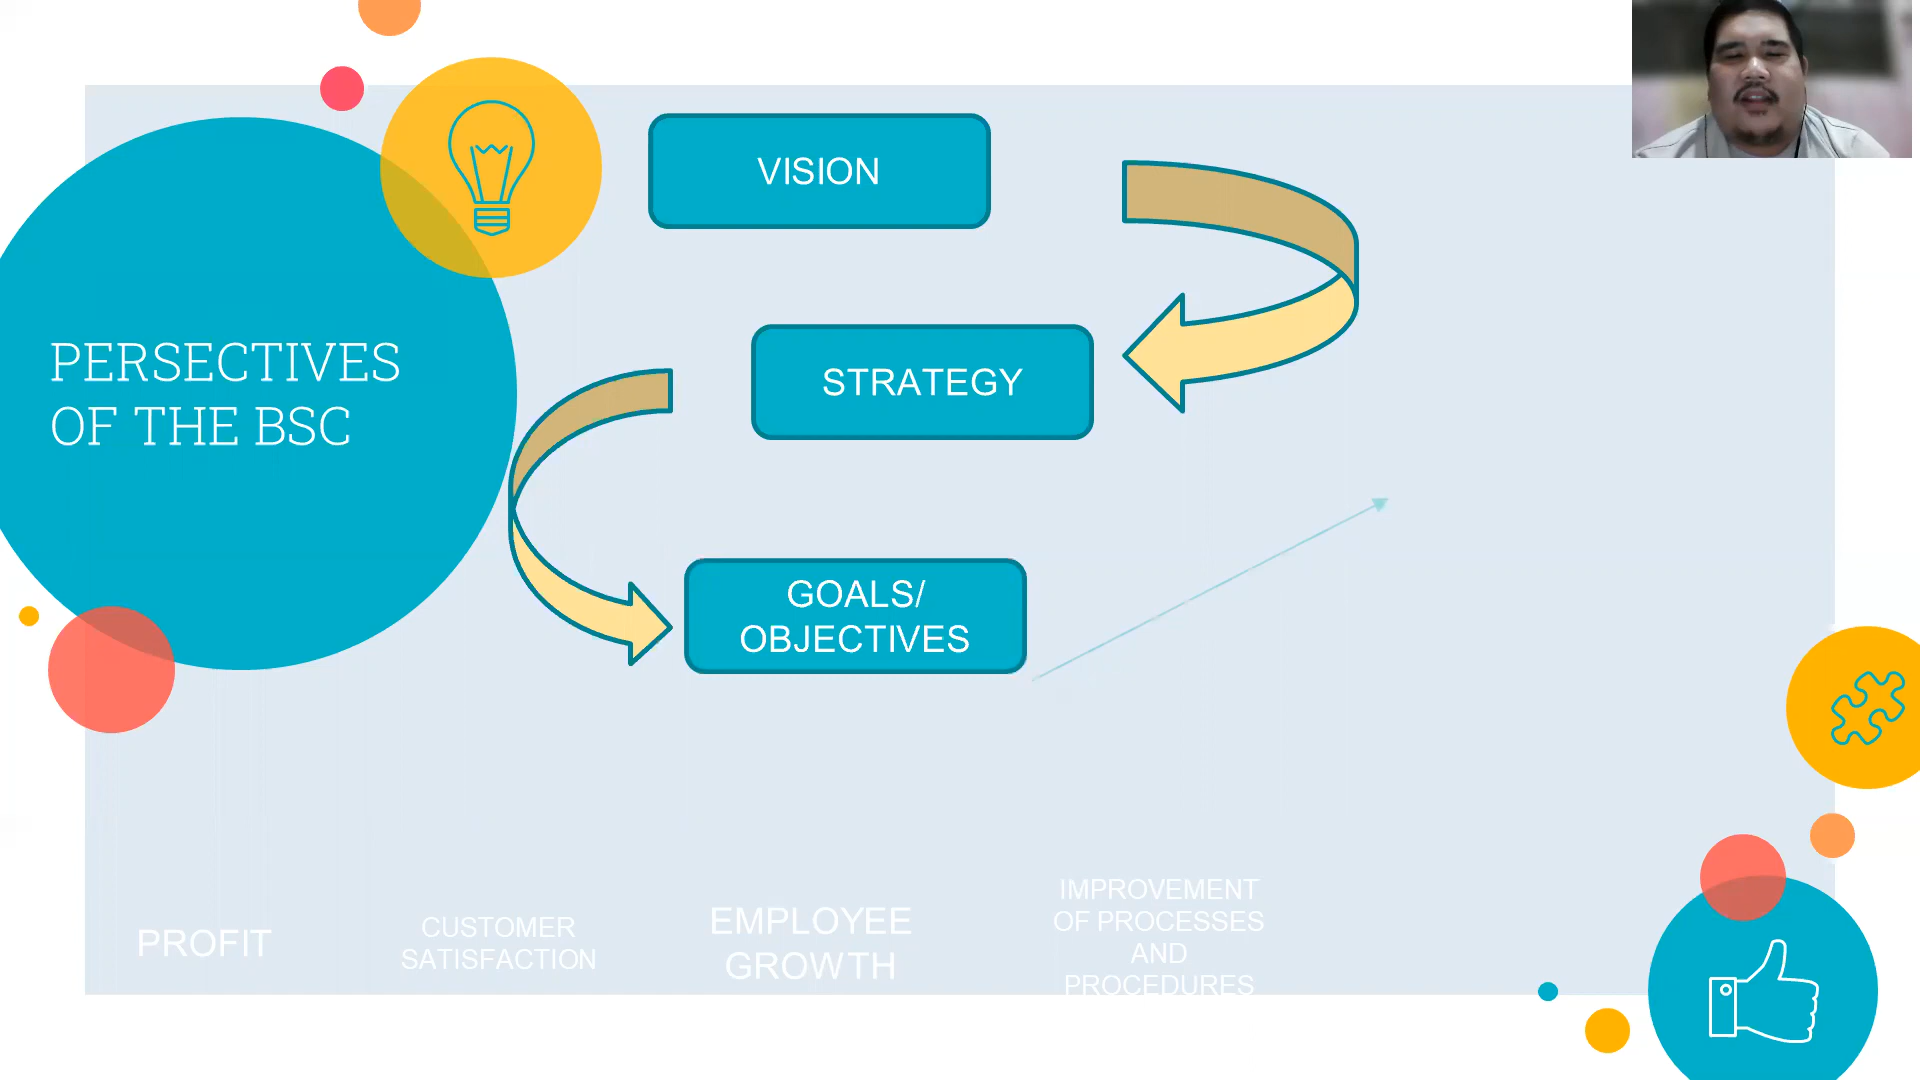 PERSECTIVES
OF THE BSC
VISION
STRATEGY
GOALS/
OBJECTIVES
PROFIT
CUSTOMER
SATISFACTION
EMPLOYEE
GROWTH
IMPROVEMENT
OF PROCESSES
AND
PROCEDURES